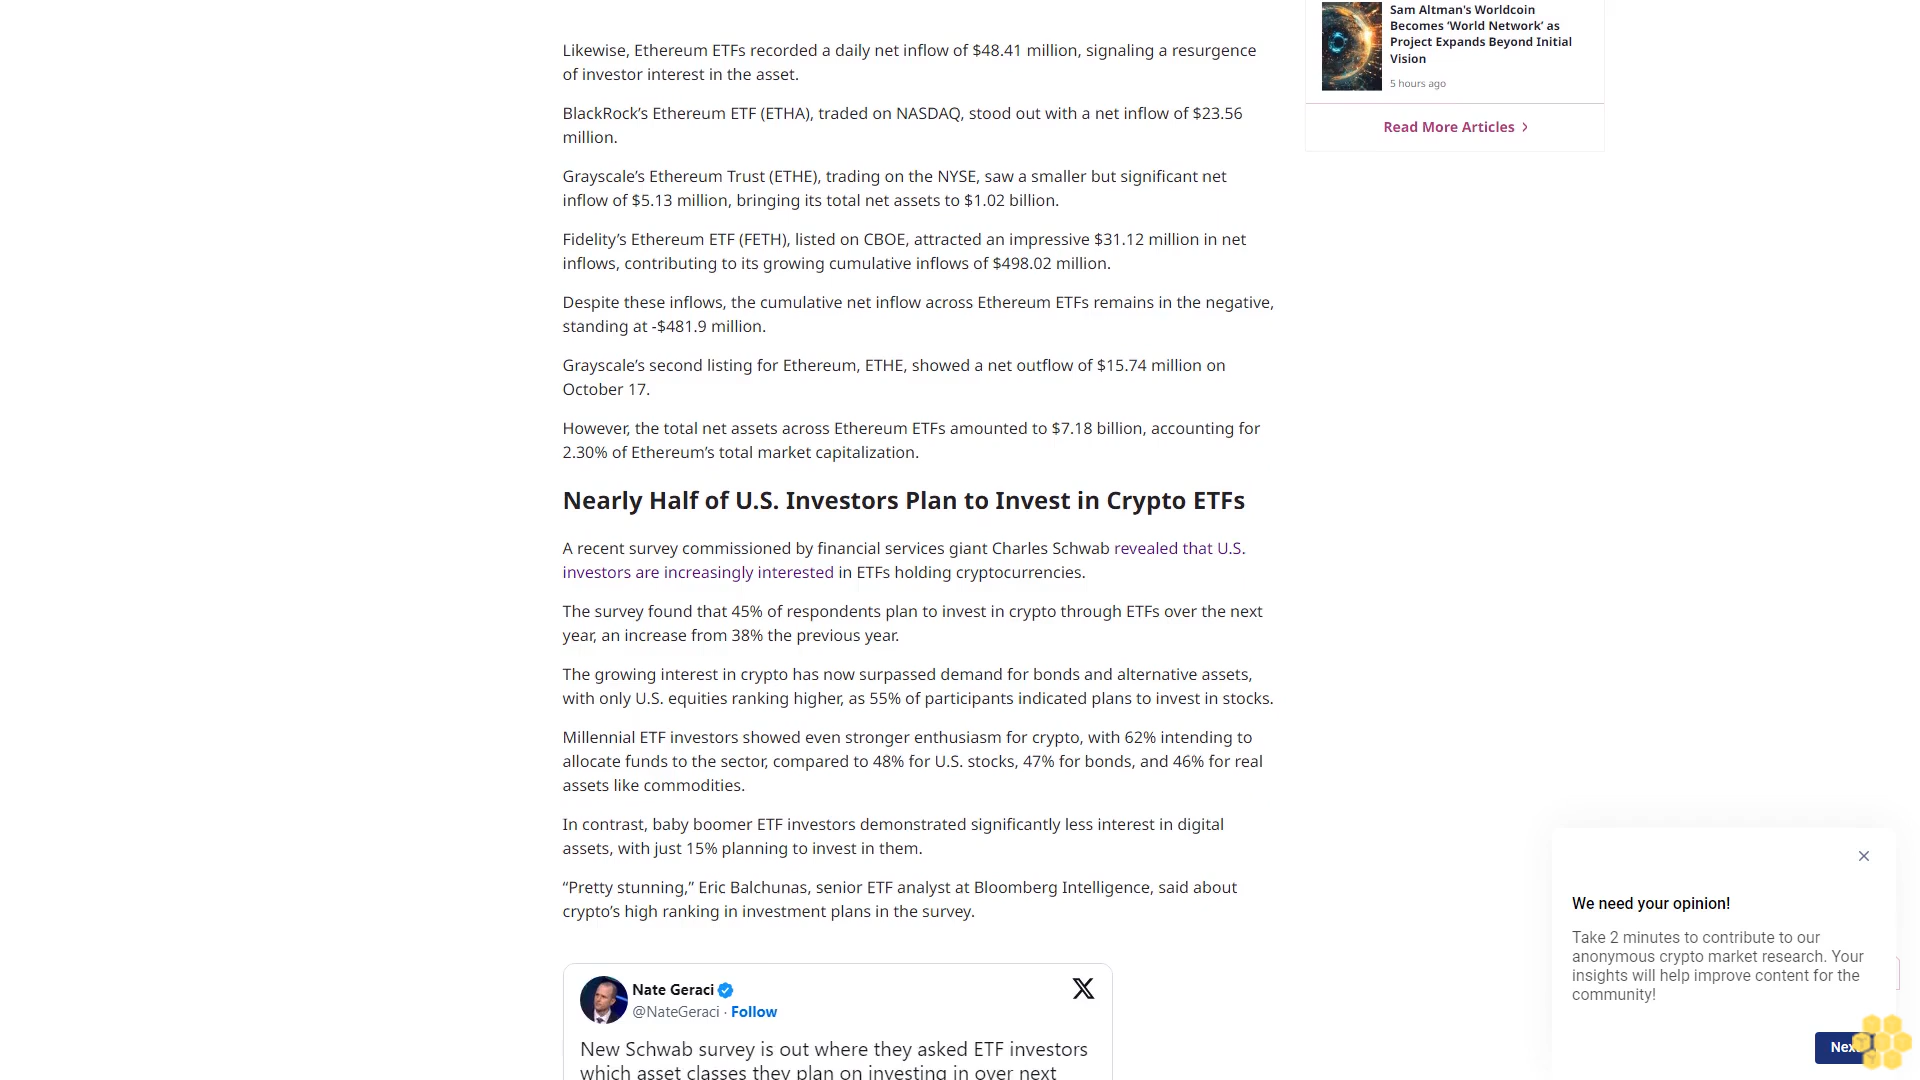 Likewise, Ethereum ETFs recorded a daily net inflow of $48.41 million, signaling a resurgence
of investor interest in the asset.
BlackRock’s Ethereum ETF (ETHA), traded on NASDAQ, stood out with a net inflow of $23.56
million.
Grayscale’s Ethereum Trust (ETHE), trading on the NYSE, saw a smaller but significant net
inflow of $5.13 million, bringing its total net assets to $1.02 billion.
Fidelity’s Ethereum ETF (FETH), listed on CBOE, attracted an impressive $31.12 million in net
inflows, contributing to its growing cumulative inflows of $498.02 million.
Despite these inflows, the cumulative net inflow across Ethereum ETFs remains in the negative,
standing at -$481.9 million.
Grayscale’s second listing for Ethereum, ETHE, showed a net outflow of $15.74 million on
October 17.
However, the total net assets across Ethereum ETFs amounted to $7.18 billion, accounting for
2.30% of Ethereum’s total market capitalization.
Nearly Half of U.S. Investors Plan to Invest in Crypto ETFs
A recent survey commissioned by financial services giant Charles Schwab revealed that U.S.
investors are increasingly interested in ETFs holding cryptocurrencies.
The survey found that 45% of respondents plan to invest in crypto through ETFs over the next
year, an increase from 38% the previous year.
The growing interest in crypto has now surpassed demand for bonds and alternative assets,
with only U.S. equities ranking higher, as 55% of participants indicated plans to invest in stocks.
Millennial ETF investors showed even stronger enthusiasm for crypto, with 62% intending to
allocate funds to the sector, compared to 48% for U.S. stocks, 47% for bonds, and 46% for real
assets like commodities.
In contrast, baby boomer ETF investors demonstrated significantly less interest in digital
assets, with just 15% planning to invest in them.
“Pretty stunning,” Eric Balchunas, senior ETF analyst at Bloomberg Intelligence, said about
crypto’s high ranking in investment plans in the survey.
Nate Geraci
@NateGeraci · Follow
New Schwab survey is out where they asked ETF investors
which asset classes they plan on investing in over next
Sam Altman's Worldcoin
Becomes ‘World Network’ as
Project Expands Beyond Initial
Vision
5 hours ago
Read More Articles
We need your opinion!
Take 2 minutes to contribute to our
anonymous crypto market research. Your
insights will help improve content for the
community!